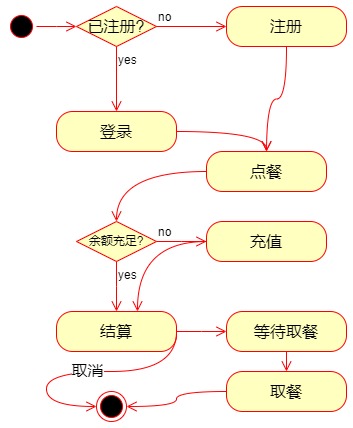 已注册?
no
注册
yes
登录
点餐
余额充足?
no
充值
yes
结算
等待取餐
取消
取餐